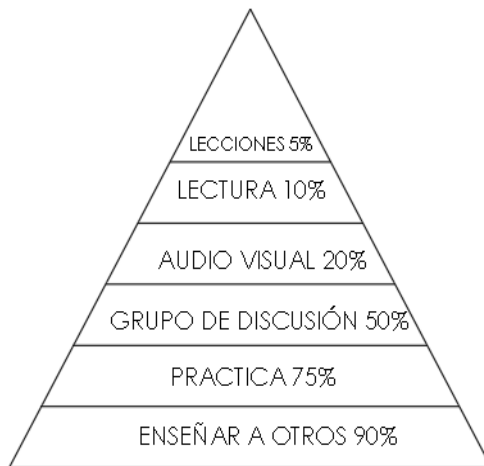 LECCIONES 5%
LECTURA 10%
AUDIO VISUAL 20%
GRUPO DE DISCUSIÓN 50%
PRACTICA 75%
ENSEÑAR A OTROS 90%